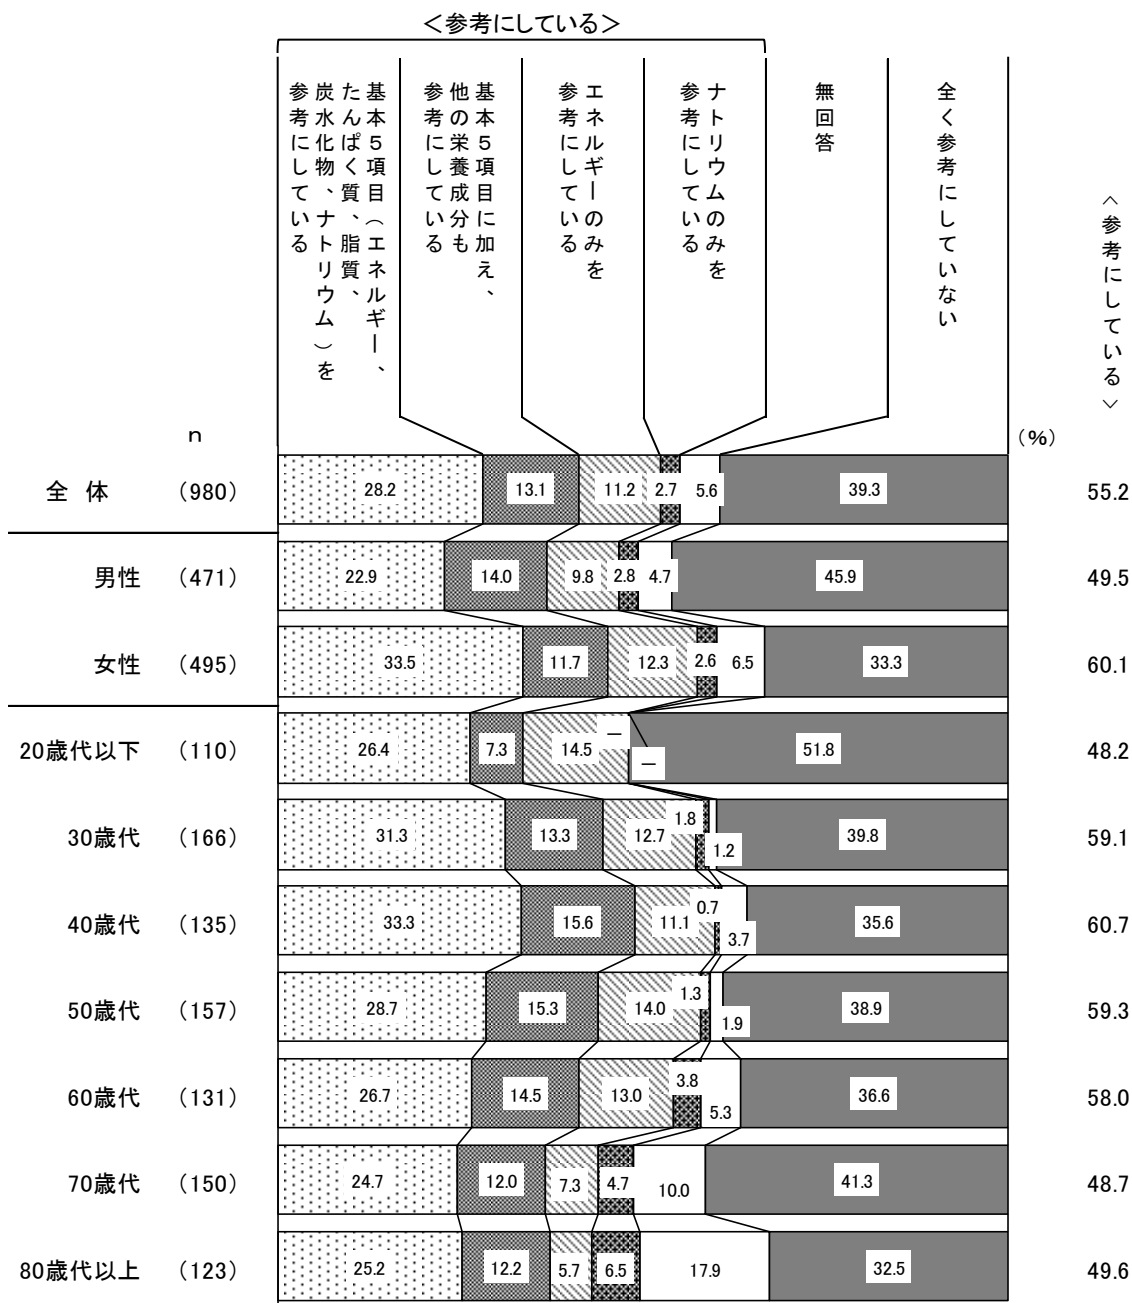 ＜参考にしている＞
基本５項目（エネルギー、
たんぱく質、脂質、
炭水化物、ナトリウム）を
参考にしている
基本５項目に加え、
他の栄養成分も
参考にしている
エネルギーのみを
参考にしている
ナトリウムのみを
参考にしている
無回答
全く参考にしていない
＜参考にしている＞
n
(%)
全 体 (980) 28.2 13.1 11.2 2.7 5.6 39.3 55.2
男性 (471) 22.9 14.0 9.8 2.8 4.7 45.9 49.5
女性 (495) 33.5 11.7 12.3 2.6 6.5 33.3 60.1
20歳代以下 (110) 26.4 7.3 14.5 － － 51.8 48.2
30歳代 (166) 31.3 13.3 12.7 1.8 1.2 39.8 59.1
40歳代 (135) 33.3 15.6 11.1 0.7 3.7 35.6 60.7
50歳代 (157) 28.7 15.3 14.0 1.3 1.9 38.9 59.3
60歳代 (131) 26.7 14.5 13.0 3.8 5.3 36.6 58.0
70歳代 (150) 24.7 12.0 7.3 4.7 10.0 41.3 48.7
80歳代以上 (123) 25.2 12.2 5.7 6.5 17.9 32.5 49.6